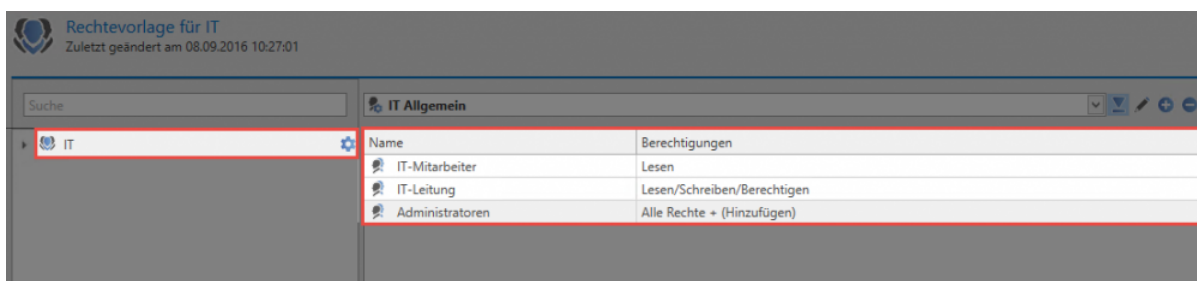 Rechtevorlage für IT
Zuletzt geändert am 08.09.2016 10:27:01
Suche
IT Allgemein
IT
Name Berechtigungen
IT-Mitarbeiter Lesen
IT-Leitung Lesen/Schreiben/Berechtigen
Administratoren Alle Rechte + (Hinzufügen)